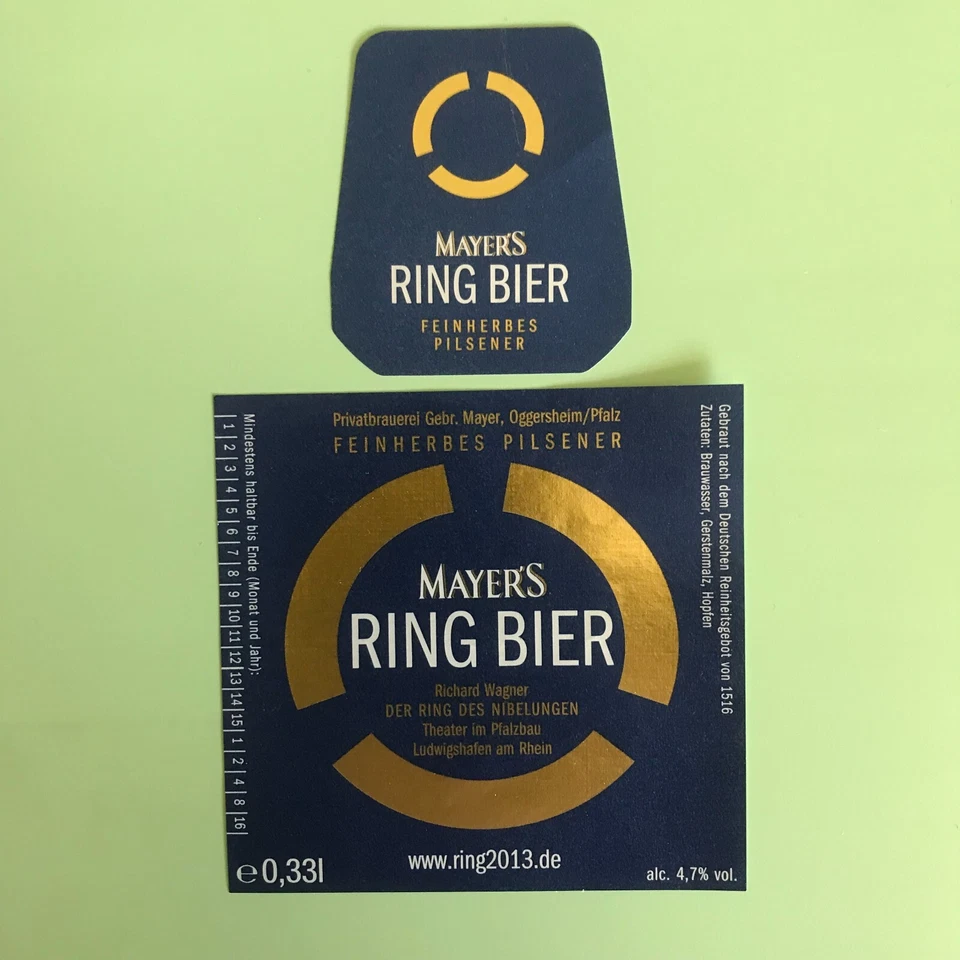 MAYER'S
RING BIER
FEINHERBES
PILSENER
Privatbrauerei Gebr. Mayer, Oggersheim/Pfalz
FEINHERBES PILSENER
MAYER'S
RING BIER
Richard Wagner
DER RING DES NIBELUNGEN
Theater im Pfalzbau
Ludwigshafen am Rhein
www.ring2013.de
e 0,33l
alc. 4,7% vol.
Mindestens haltbar bis Ende (Monat und Jahr):
|1|2|3|4|5|6|7|8|9|10|11|12|13|14|15|1|2|4|8|16|
Gebraut nach dem Deutschen Reinheitsgebot von 1516
Zutaten: Brauwasser, Gerstenmalz, Hopfen